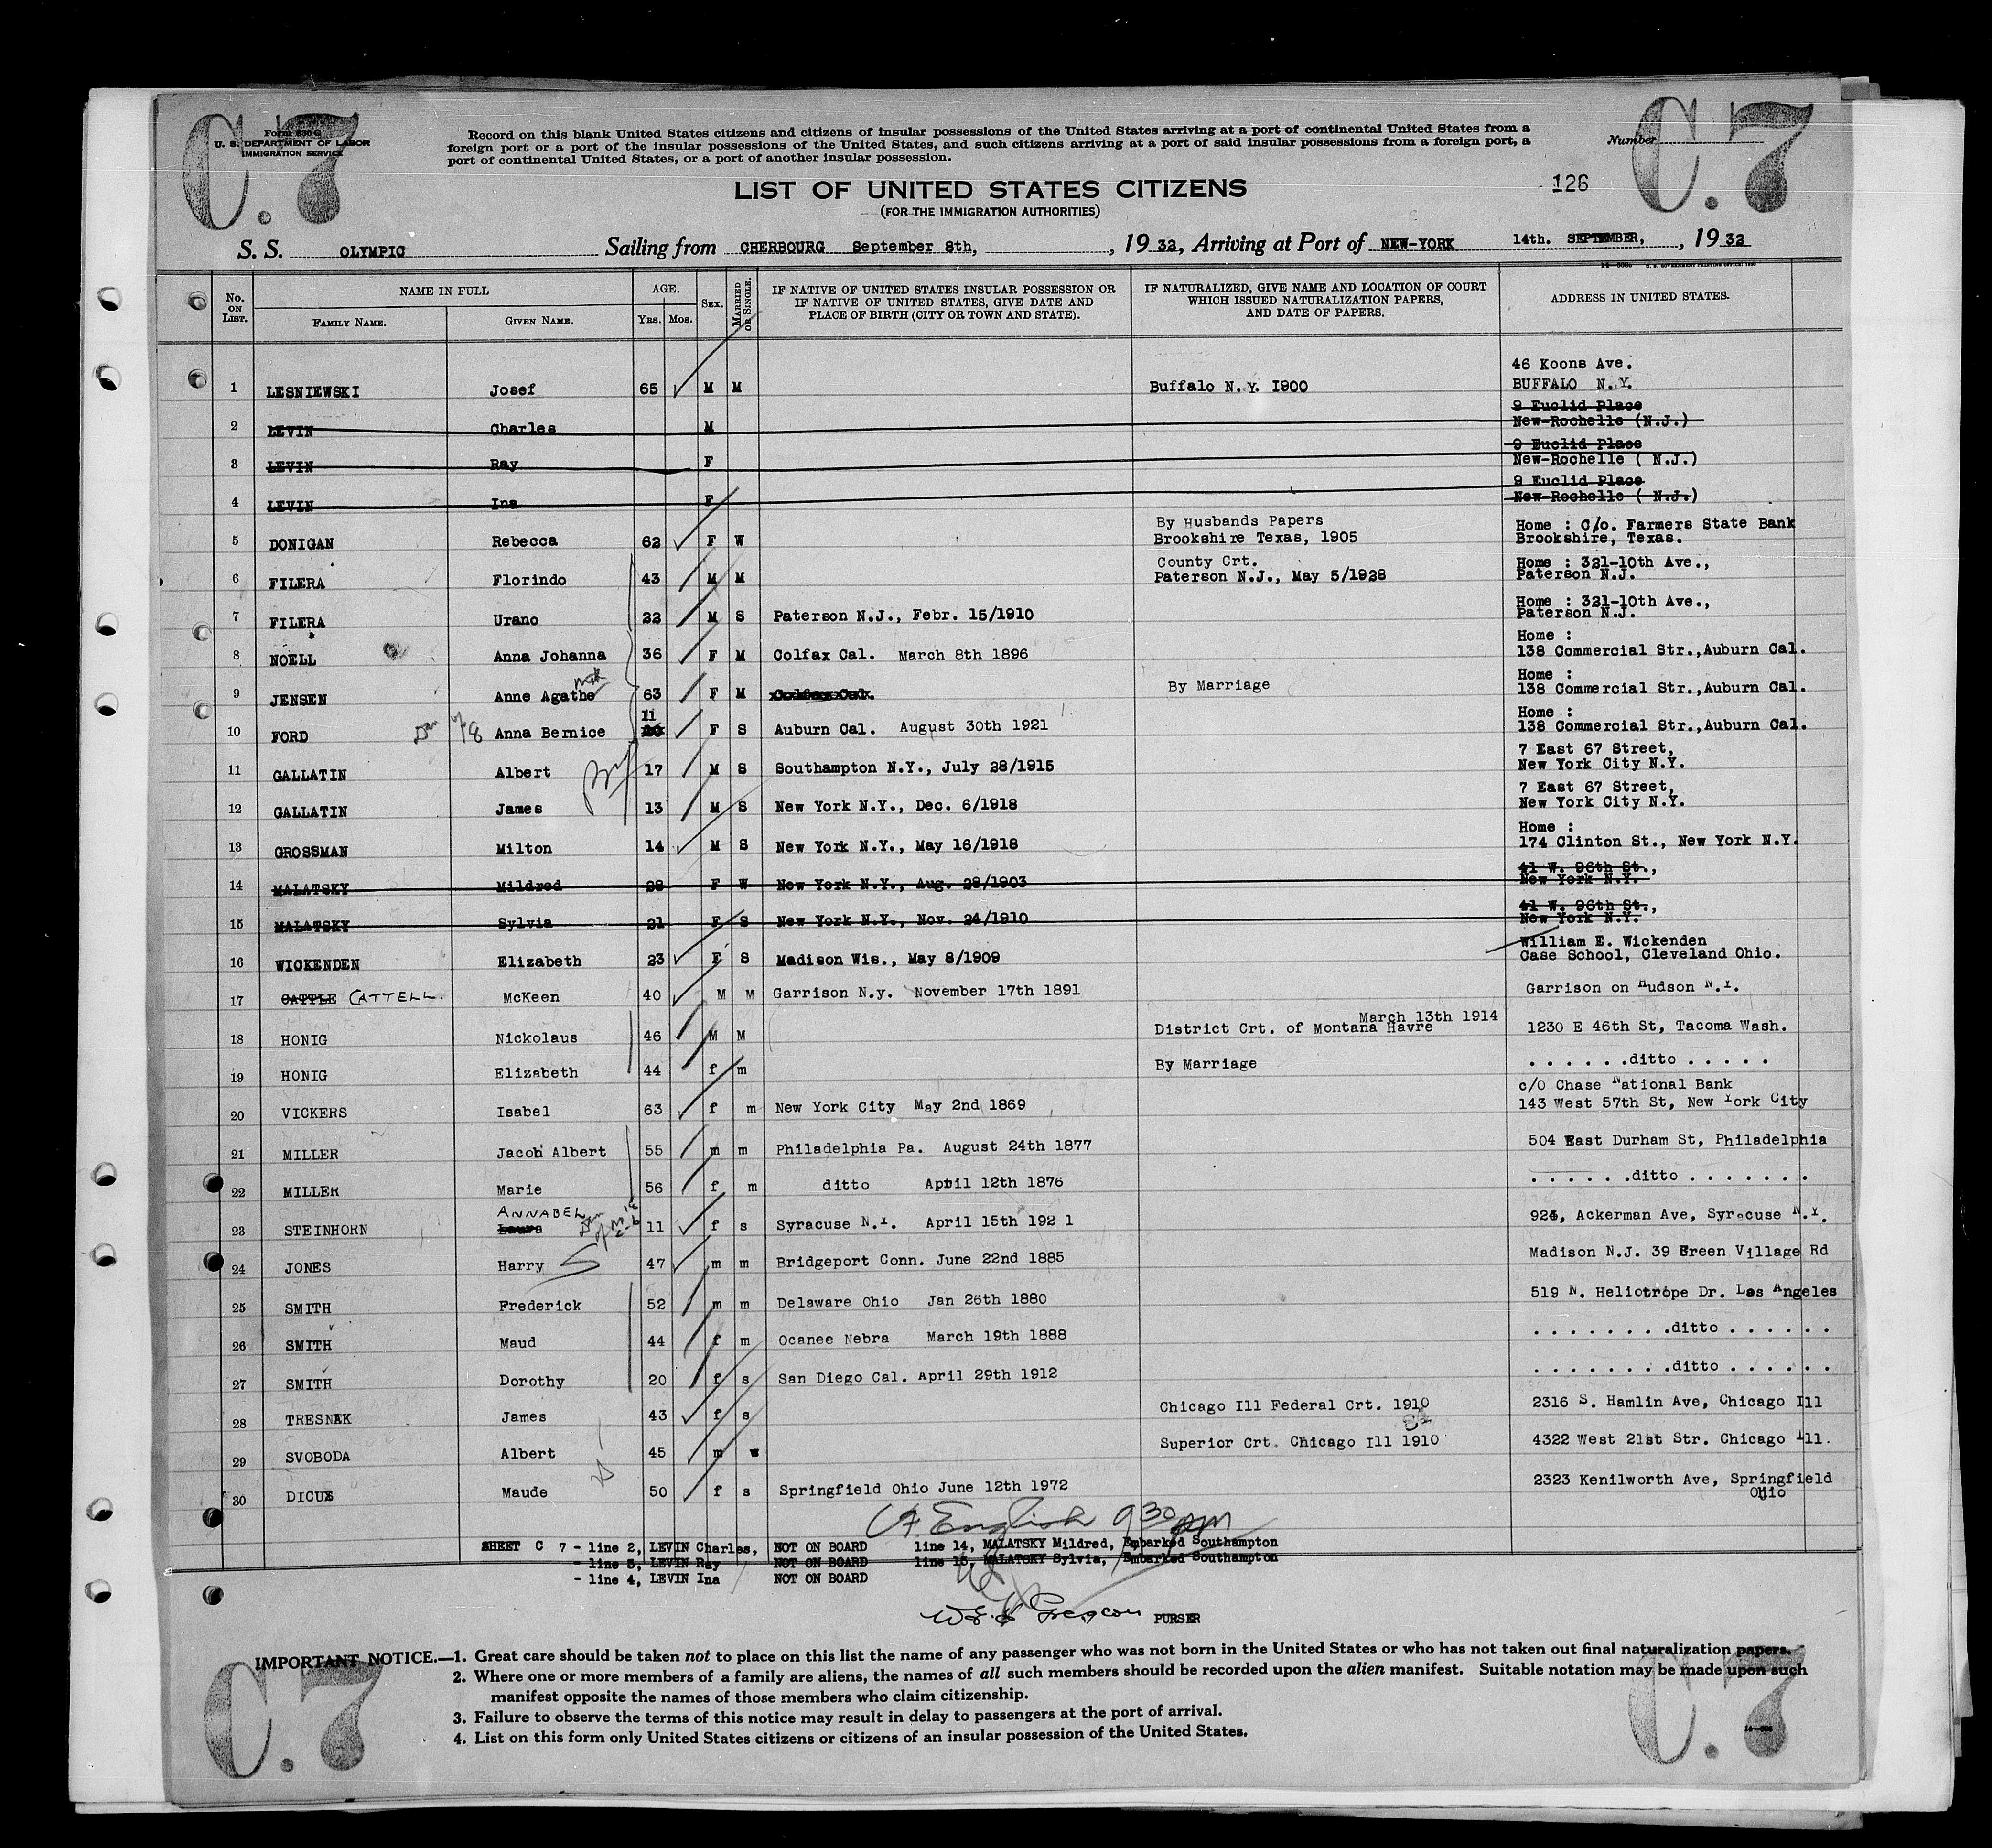 C.7
C.7
Form 630 G
U. S. DEPARTMENT OF LABOR
IMMIGRATION SERVICE
Record on this blank United States citizens and citizens of insular possessions of the United States arriving at a port of continental United States from a
foreign port or a port of the insular possessions of the United States, and such citizens arriving at a port of said insular possessions from a foreign port, a
port of continental United States, or a port of another insular possession.
Number
LIST OF UNITED STATES CITIZENS
126
(FOR THE IMMIGRATION AUTHORITIES)
S. S. OLYMPIC Sailing from CHERBOURG September 8th, , 19 32, Arriving at Port of NEW-YORK 14th. SEPTEMBER, , 19 32
No. ON LIST. NAME IN FULL FAMILY NAME. GIVEN NAME. AGE. YRS. MOS. SEX. MARRIED OR SINGLE. IF NATIVE OF UNITED STATES INSULAR POSSESSION OR IF NATIVE OF UNITED STATES, GIVE DATE AND PLACE OF BIRTH (CITY OR TOWN AND STATE). IF NATURALIZED, GIVE NAME AND LOCATION OF COURT WHICH ISSUED NATURALIZATION PAPERS, AND DATE OF PAPERS. ADDRESS IN UNITED STATES.
46 Koons Ave.
1 LESNIEWSKI Josef 65 M M Buffalo N.Y. 1900 BUFFALO N.Y.
9 Euclid Place
2 LEVIN Charles M New-Rochelle (N.J.)
9 Euclid Place
3 LEVIN Ray F New-Rochelle ( N.J.)
9 Euclid Place
4 LEVIN Ina F New-Rochelle ( N.J.)
By Husbands Papers Home : C/o. Farmers State Bank
5 DONIGAN Rebecca 62 F W Brookshire Texas, 1905 Brookshire, Texas.
County Crt. Home : 321-10th Ave.,
6 FILERA Florindo 43 M M Paterson N.J., May 5/1928 Paterson N.J.
Home : 321-10th Ave.,
7 FILERA Urano 22 M S Paterson N.J., Febr. 15/1910 Paterson N.J.
Home :
8 NOELL Anna Johanna 36 F M Colfax Cal. March 8th 1896 138 Commercial Str.,Auburn Cal.
Home :
9 JENSEN Anne Agathe 63 F M Colfax Cal. By Marriage 138 Commercial Str.,Auburn Cal.
11 Home :
10 FORD Anna Bernice F S Auburn Cal. August 30th 1921 138 Commercial Str.,Auburn Cal.
7 East 67 Street,
11 GALLATIN Albert 17 M S Southampton N.Y., July 28/1915 New York City N.Y.
7 East 67 Street,
12 GALLATIN James 13 M S New York N.Y., Dec. 6/1918 New York City N.Y.
Home :
13 GROSSMAN Milton 14 M S New York N.Y., May 16/1918 174 Clinton St., New York N.Y.
41 W. 96th St.,
14 MALATSKY Mildred 28 F W New York N.Y., Aug. 28/1903 New York N.Y.
41 W. 96th St.,
15 MALATSKY Sylvia 21 F S New York N.Y., Nov. 24/1910 New York N.Y.
William E. Wickenden
16 WICKENDEN Elizabeth 23 F S Madison Wis., May 8/1909 Case School, Cleveland Ohio.
17 CATTLE CATTELL. McKeen 40 M M Garrison N.y. November 17th 1891 Garrison on Hudson N.Y.
March 13th 1914
18 HONIG Nickolaus 46 M M District Crt. of Montana Havre 1230 E 46th St, Tacoma Wash.
19 HONIG Elizabeth 44 f m By Marriage . . . . . .ditto . . . . .
c/O Chase National Bank
20 VICKERS Isabel 63 f m New York City May 2nd 1869 143 West 57th St, New York City
21 MILLER Jacob Albert 55 m m Philadelphia Pa. August 24th 1877 504 East Durham St, Philadelphia
22 MILLER Marie 56 f m ditto April 12th 1876 . . . . . .ditto . . . . . . .
ANNABEL
23 STEINHORN Laura 11 f s Syracuse N.Y. April 15th 192 1 926, Ackerman Ave, Syracuse N.Y.
24 JONES Harry 47 m m Bridgeport Conn. June 22nd 1885 Madison N.J. 39 Green Village Rd
25 SMITH Frederick 52 m m Delaware Ohio Jan 26th 1880 519 N. Heliotrope Dr. Los Angeles
26 SMITH Maud 44 f m Ocanee Nebra March 19th 1888 . . . . . . . .ditto . . . . . .
27 SMITH Dorothy 20 f s San Diego Cal. April 29th 1912 . . . . . . . .ditto . . . . . .
28 TRESNAK James 43 f s Chicago Ill Federal Crt. 1910 2316 S. Hamlin Ave, Chicago Ill
29 SVOBODA Albert 45 m Superior Crt. Chicago Ill 1910 4322 West 21st Str. Chicago Ill.
30 DICUS Maude 50 f s Springfield Ohio June 12th 1972 2323 Kenilworth Ave, Springfield
Ohio
English 930 pm
SHEET C 7 - line 2, LEVIN Charles, NOT ON BOARD line 14, MALATSKY Mildred, Embarked Southampton
- line 3, LEVIN Ray NOT ON BOARD line 15, MALATSKY Sylvia, Embarked Southampton
- line 4, LEVIN Ina NOT ON BOARD
PURSER
IMPORTANT NOTICE.—1. Great care should be taken not to place on this list the name of any passenger who was not born in the United States or who has not taken out final naturalization papers.
2. Where one or more members of a family are aliens, the names of all such members should be recorded upon the alien manifest. Suitable notation may be made upon such
manifest opposite the names of those members who claim citizenship.
3. Failure to observe the terms of this notice may result in delay to passengers at the port of arrival.
4. List on this form only United States citizens or citizens of an insular possession of the United States.
C.7
C.7